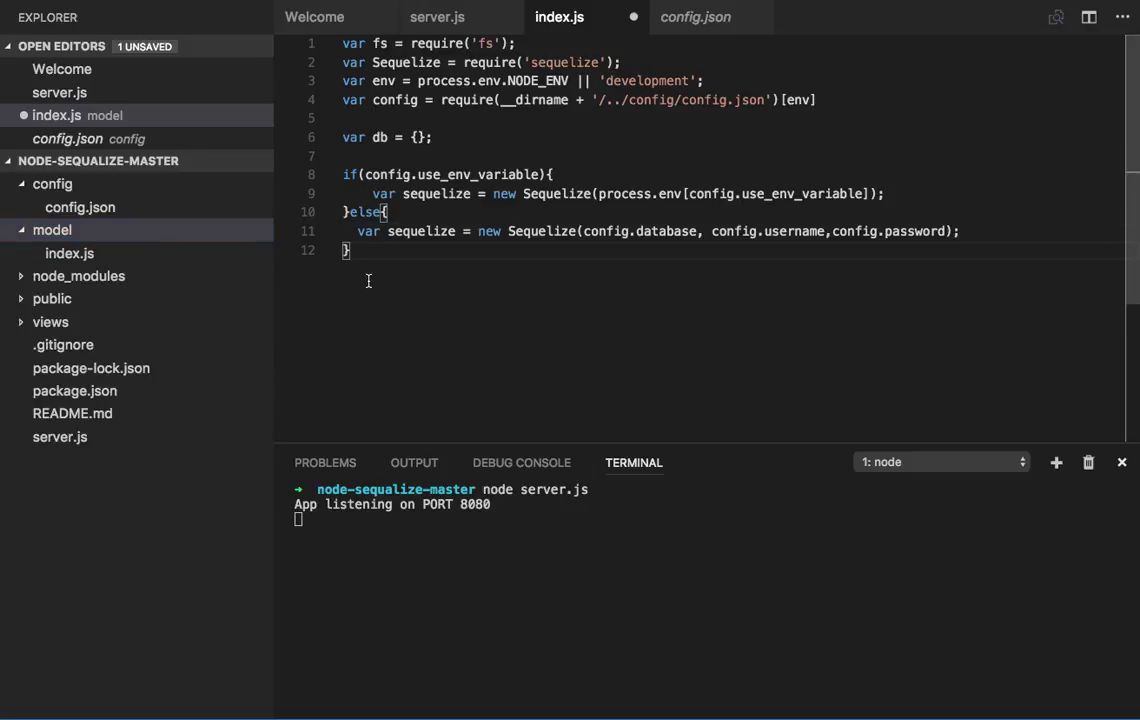 EXPLORER
OPEN EDITORS 1 UNSAVED
Welcome
server.js
index.js model
config.json config
NODE-SEQUALIZE-MASTER
config
config.json
model
index.js
node_modules
public
views
.gitignore
package-lock.json
package.json
README.md
server.js
Welcome server.js index.js config.json
1 var fs = require('fs');
2 var Sequelize = require('sequelize');
3 var env = process.env.NODE_ENV || 'development';
4 var config = require(__dirname + '/../config/config.json')[env]
5
6 var db = {};
7
8 if(config.use_env_variable){
9 var sequelize = new Sequelize(process.env[config.use_env_variable]);
10 }else{
11 var sequelize = new Sequelize(config.database, config.username,config.password);
12 }
PROBLEMS OUTPUT DEBUG CONSOLE TERMINAL 1: node
➜ node-sequalize-master node server.js
App listening on PORT 8080